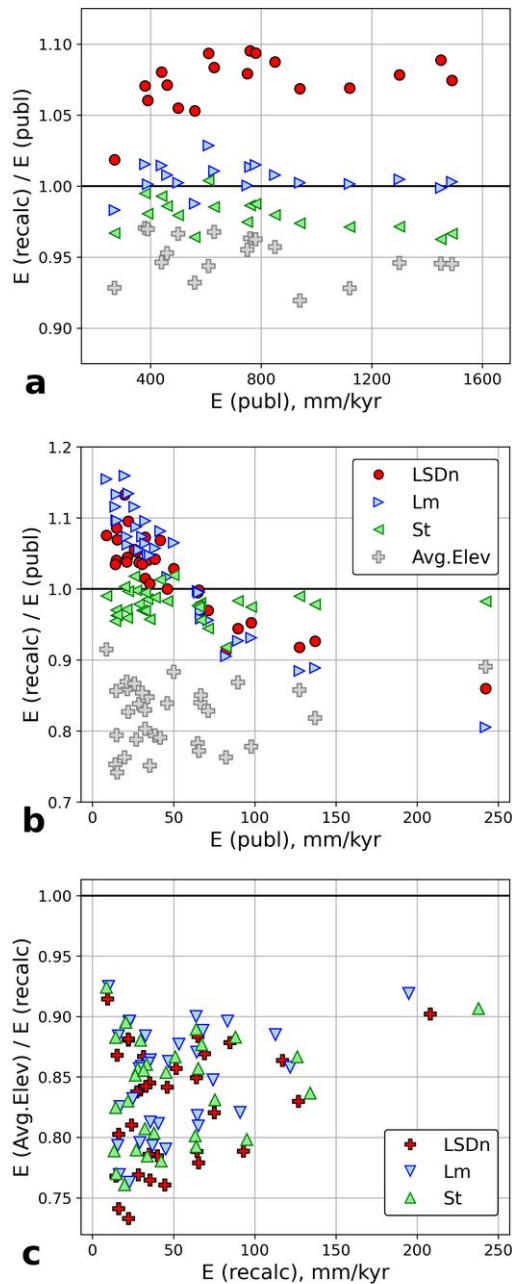 1.10
1.05
1.00
0.95
0.90
E (recalc) / E (publ)
400 800 1200 1600
E (publ), mm/kyr
a
1.2
1.1
1.0
0.9
0.8
0.7
E (recalc) / E (publ)
LSDn
Lm
St
Avg.Elev
0 50 100 150 200 250
E (publ), mm/kyr
b
1.00
0.95
0.90
0.85
0.80
0.75
E (Avg.Elev) / E (recalc)
LSDn
Lm
St
0 50 100 150 200 250
E (recalc), mm/kyr
c